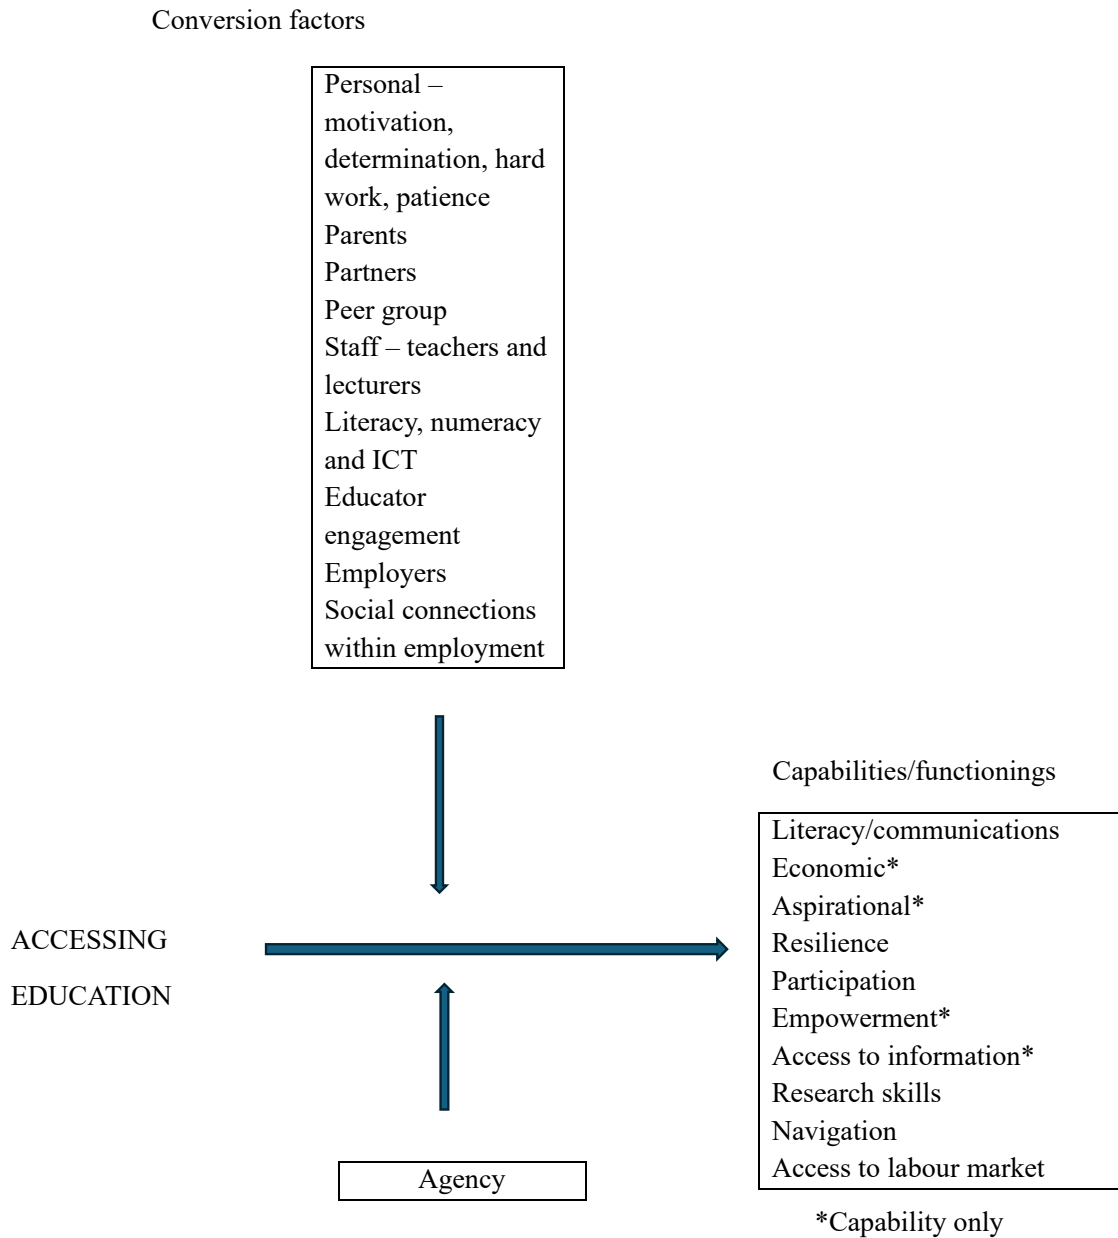 Conversion factors
Personal –
motivation,
determination, hard
work, patience
Parents
Partners
Peer group
Staff – teachers and
lecturers
Literacy, numeracy
and ICT
Educator
engagement
Employers
Social connections
within employment
Capabilities/functionings
Literacy/communications
Economic*
Aspirational*
Resilience
Participation
Empowerment*
Access to information*
Research skills
Navigation
Access to labour market
*Capability only
ACCESSING
EDUCATION
Agency